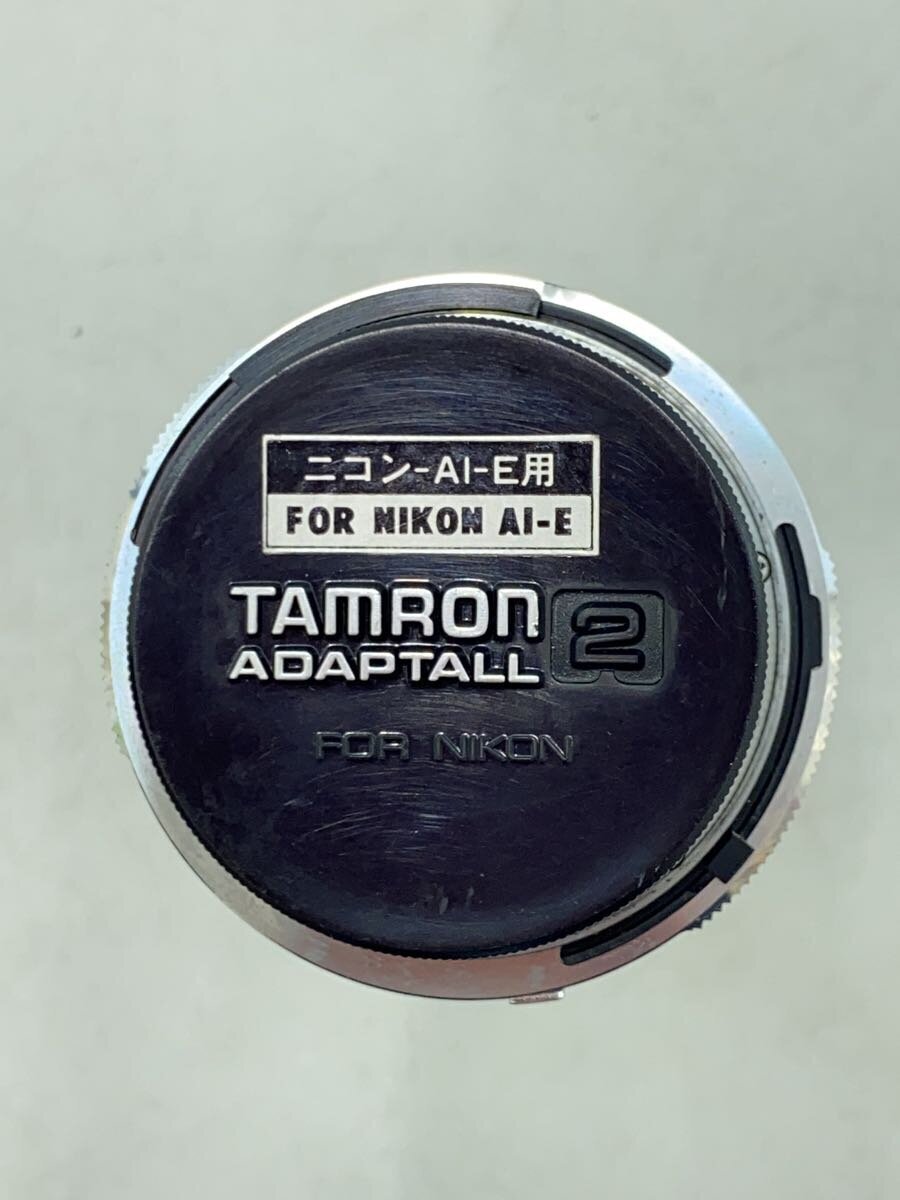 ニコン-AI-E用
FOR NIKON AI-E
TAMRON
ADAPTALL 2
FOR NIKON